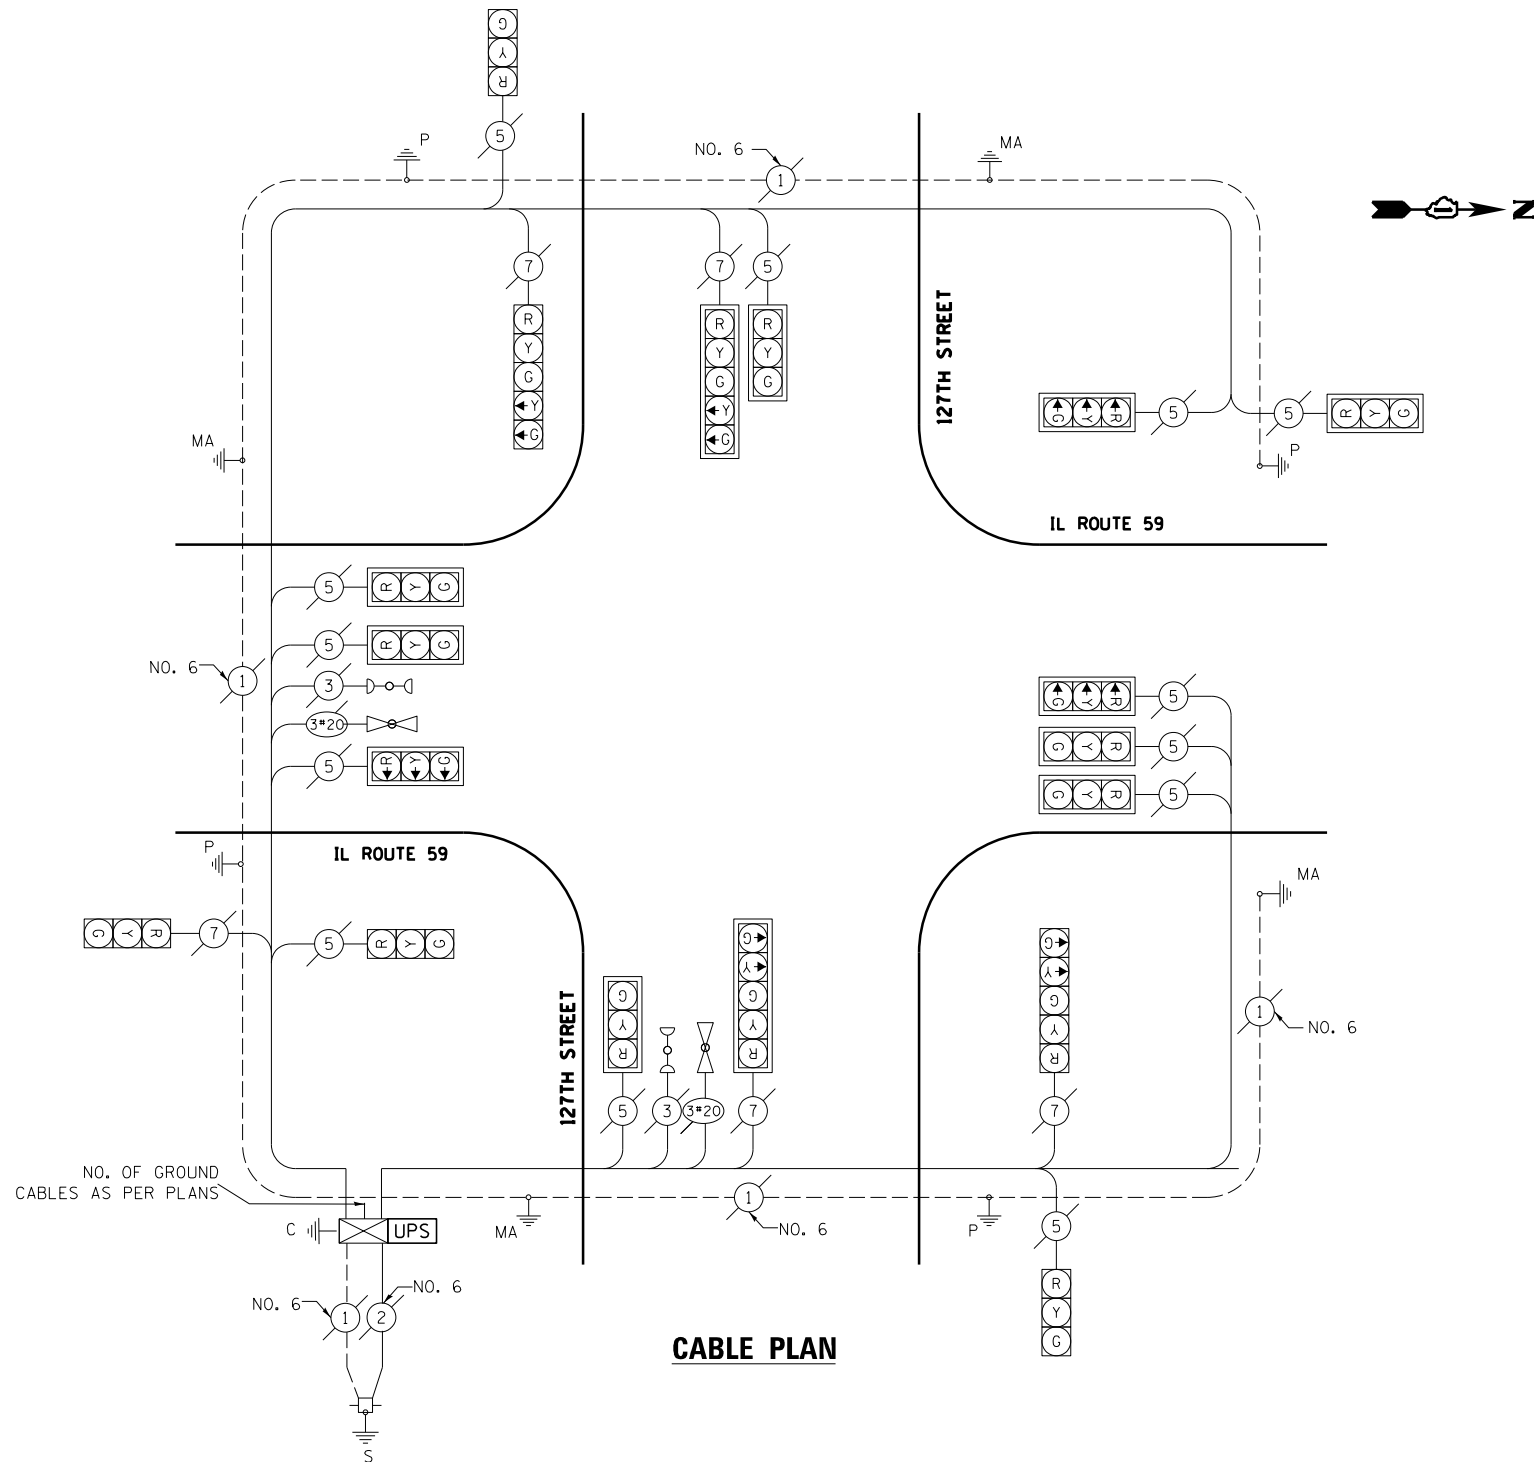 G
Y
R
5
P
NO. 6
1
MA
N
7
7
5
R
Y
G
Y
G
R
Y
G
Y
G
R
Y
G
127TH STREET
G Y R
5
5
R Y G
P
MA
IL ROUTE 59
5
R Y G
5
R Y G
NO. 6
1
3
3#20
5
R Y G
G Y R
5
G Y R
5
G Y R
5
P
IL ROUTE 59
MA
G Y R
7
5
R Y G
127TH STREET
G
Y
R
G
Y
G
Y
R
G
Y
G
Y
R
1
NO. 6
5
3
3#20
7
7
NO. OF GROUND
CABLES AS PER PLANS
MA
1
NO. 6
P
5
C
UPS
R
Y
G
NO. 6
1
2
NO. 6
CABLE PLAN
S